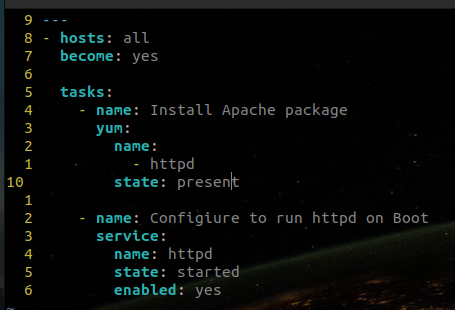 9 ---
8 - hosts: all
7   become: yes
6
5   tasks:
4     - name: Install Apache package
3       yum:
2         name:
1           - httpd
10         state: present
1
2     - name: Configiure to run httpd on Boot
3       service:
4         name: httpd
5         state: started
6         enabled: yes
~